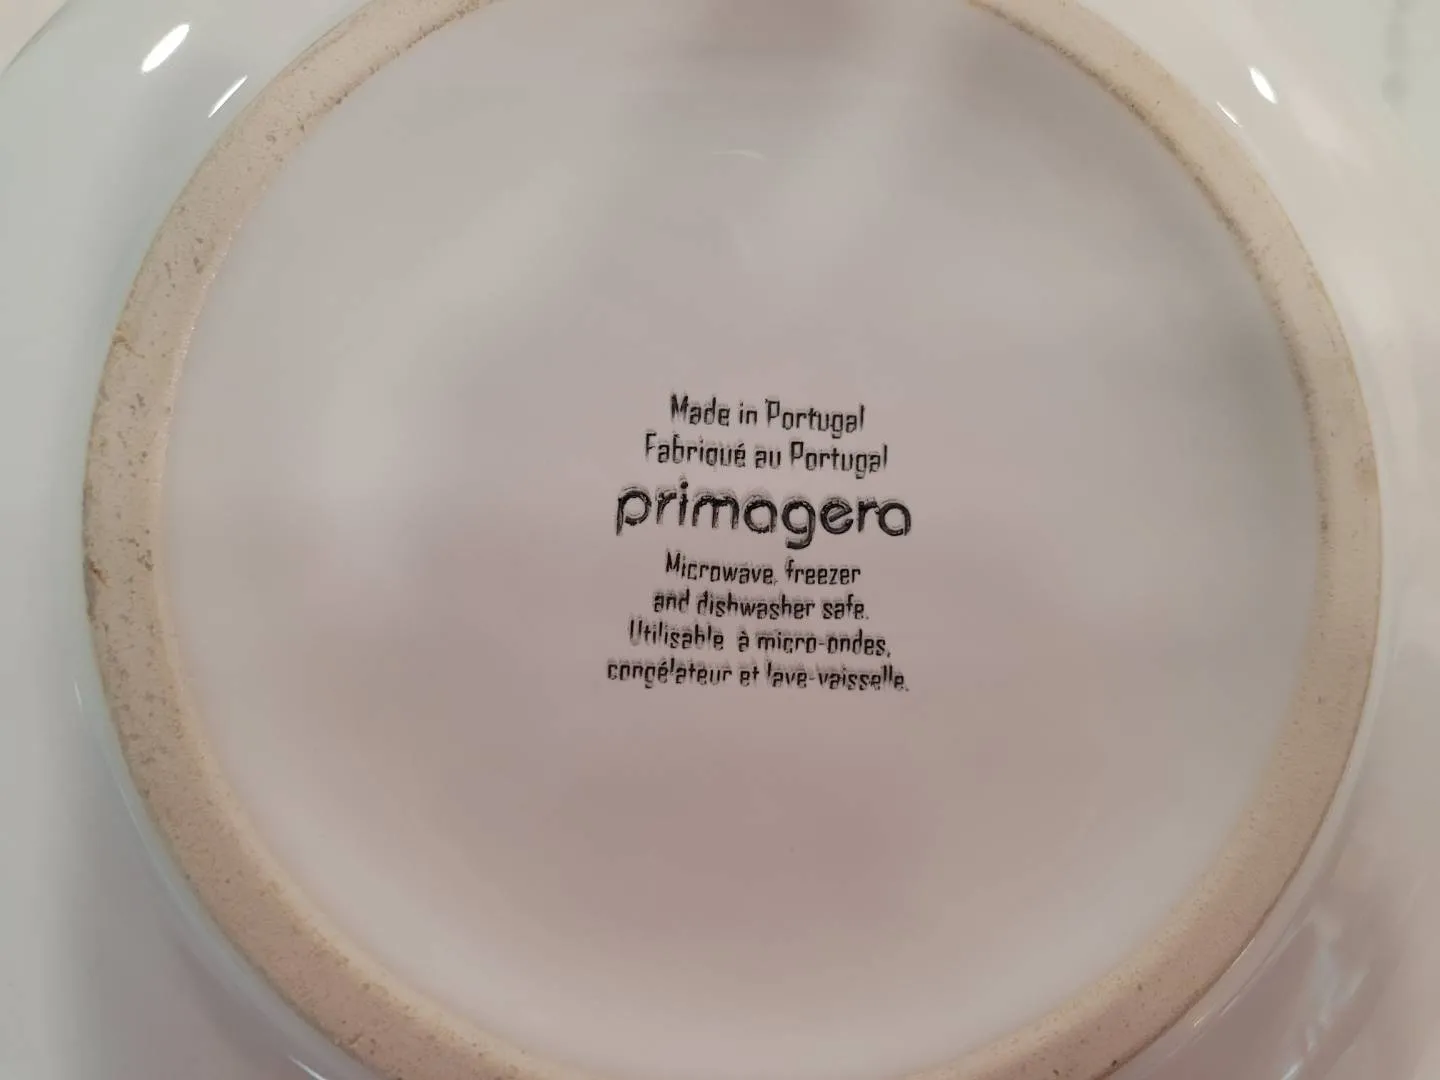 Made in Portugal
Fabriqué au Portugal
primagera
Microwave, freezer
and dishwasher safe.
Utilisable à micro-ondes,
congélateur et lave-vaisselle.